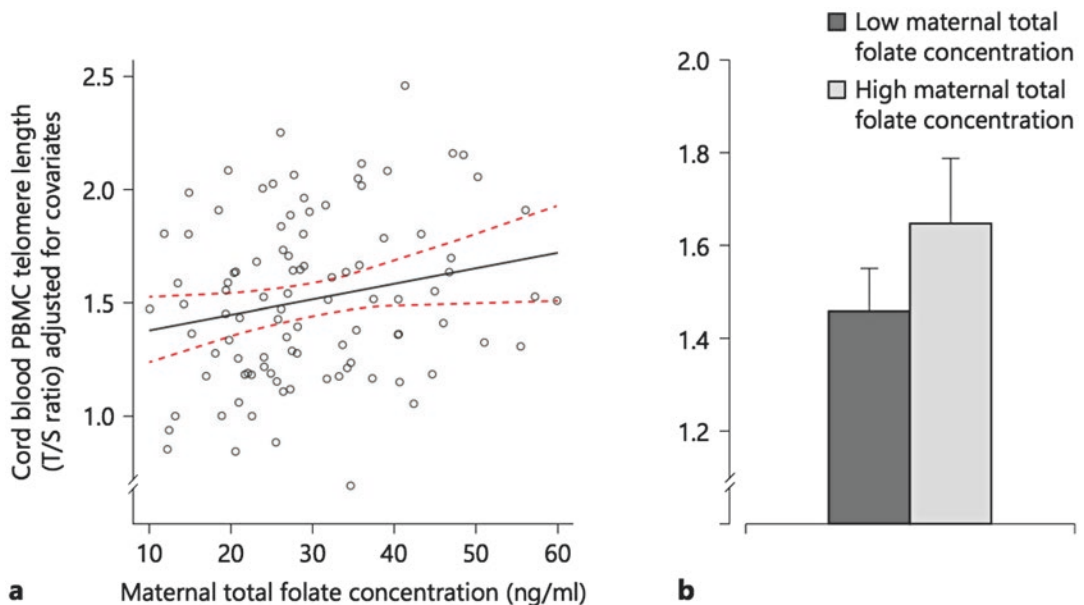 Cord blood PBMC telomere length
(T/S ratio) adjusted for covariates
2.5
2.0
1.5
1.0
10 20 30 40 50 60
Maternal total folate concentration (ng/ml)
a
Low maternal total
folate concentration
High maternal total
folate concentration
2.0
1.8
1.6
1.4
1.2
b